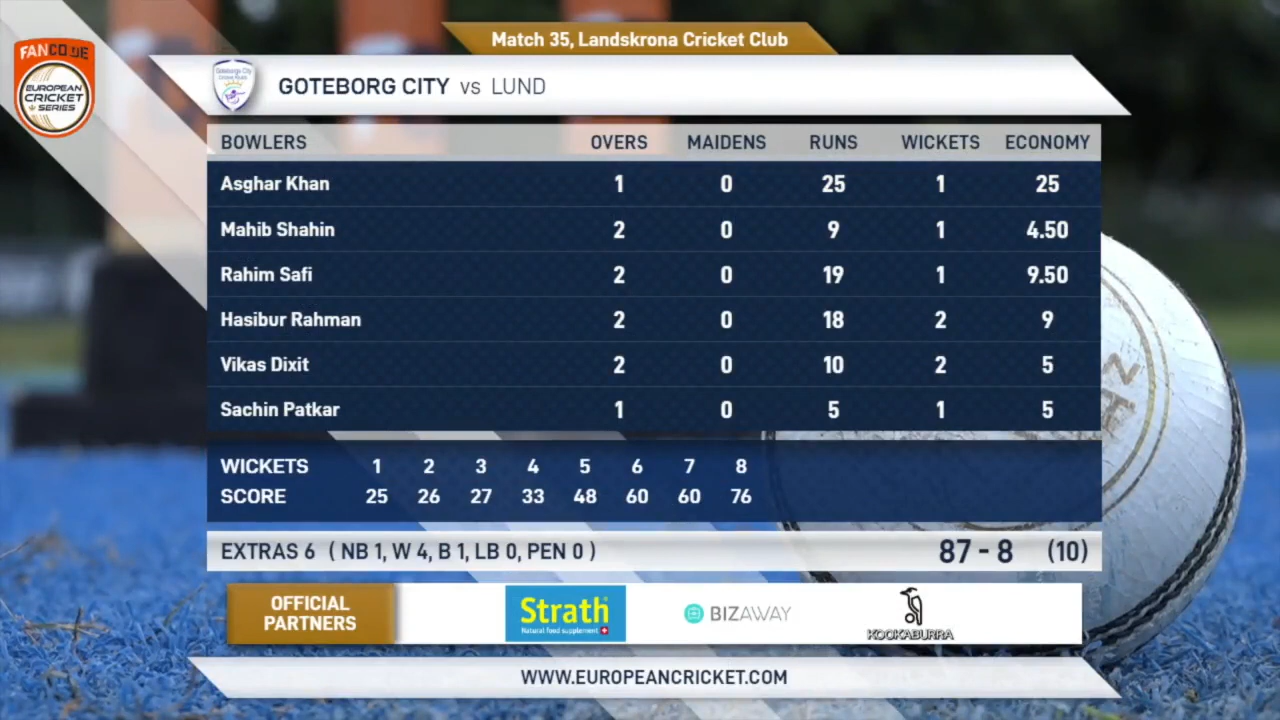 Match 35, Landskrona Cricket Club
FANCODE
EUROPEAN
CRICKET
SERIES
Goteborg City
GOTEBORG CITY vs LUND
BOWLERS OVERS MAIDENS RUNS WICKETS ECONOMY
Asghar Khan 1 0 25 1 25
Mahib Shahin 2 0 9 1 4.50
Rahim Safi 2 0 19 1 9.50
Hasibur Rahman 2 0 18 2 9
Vikas Dixit 2 0 10 2 5
Sachin Patkar 1 0 5 1 5
WICKETS 1 2 3 4 5 6 7 8
SCORE 25 26 27 33 48 60 60 76
EXTRAS 6 ( NB 1, W 4, B 1, LB 0, PEN 0 ) 87 - 8 (10)
OFFICIAL
PARTNERS
Strath
Natural food supplement
BIZAWAY
KOOKABURRA
WWW.EUROPEANCRICKET.COM